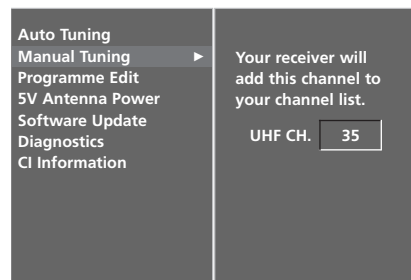 Auto Tuning
Manual Tuning ►
Programme Edit
5V Antenna Power
Software Update
Diagnostics
CI Information
Your receiver will
add this channel to
your channel list.
UHF CH. 35